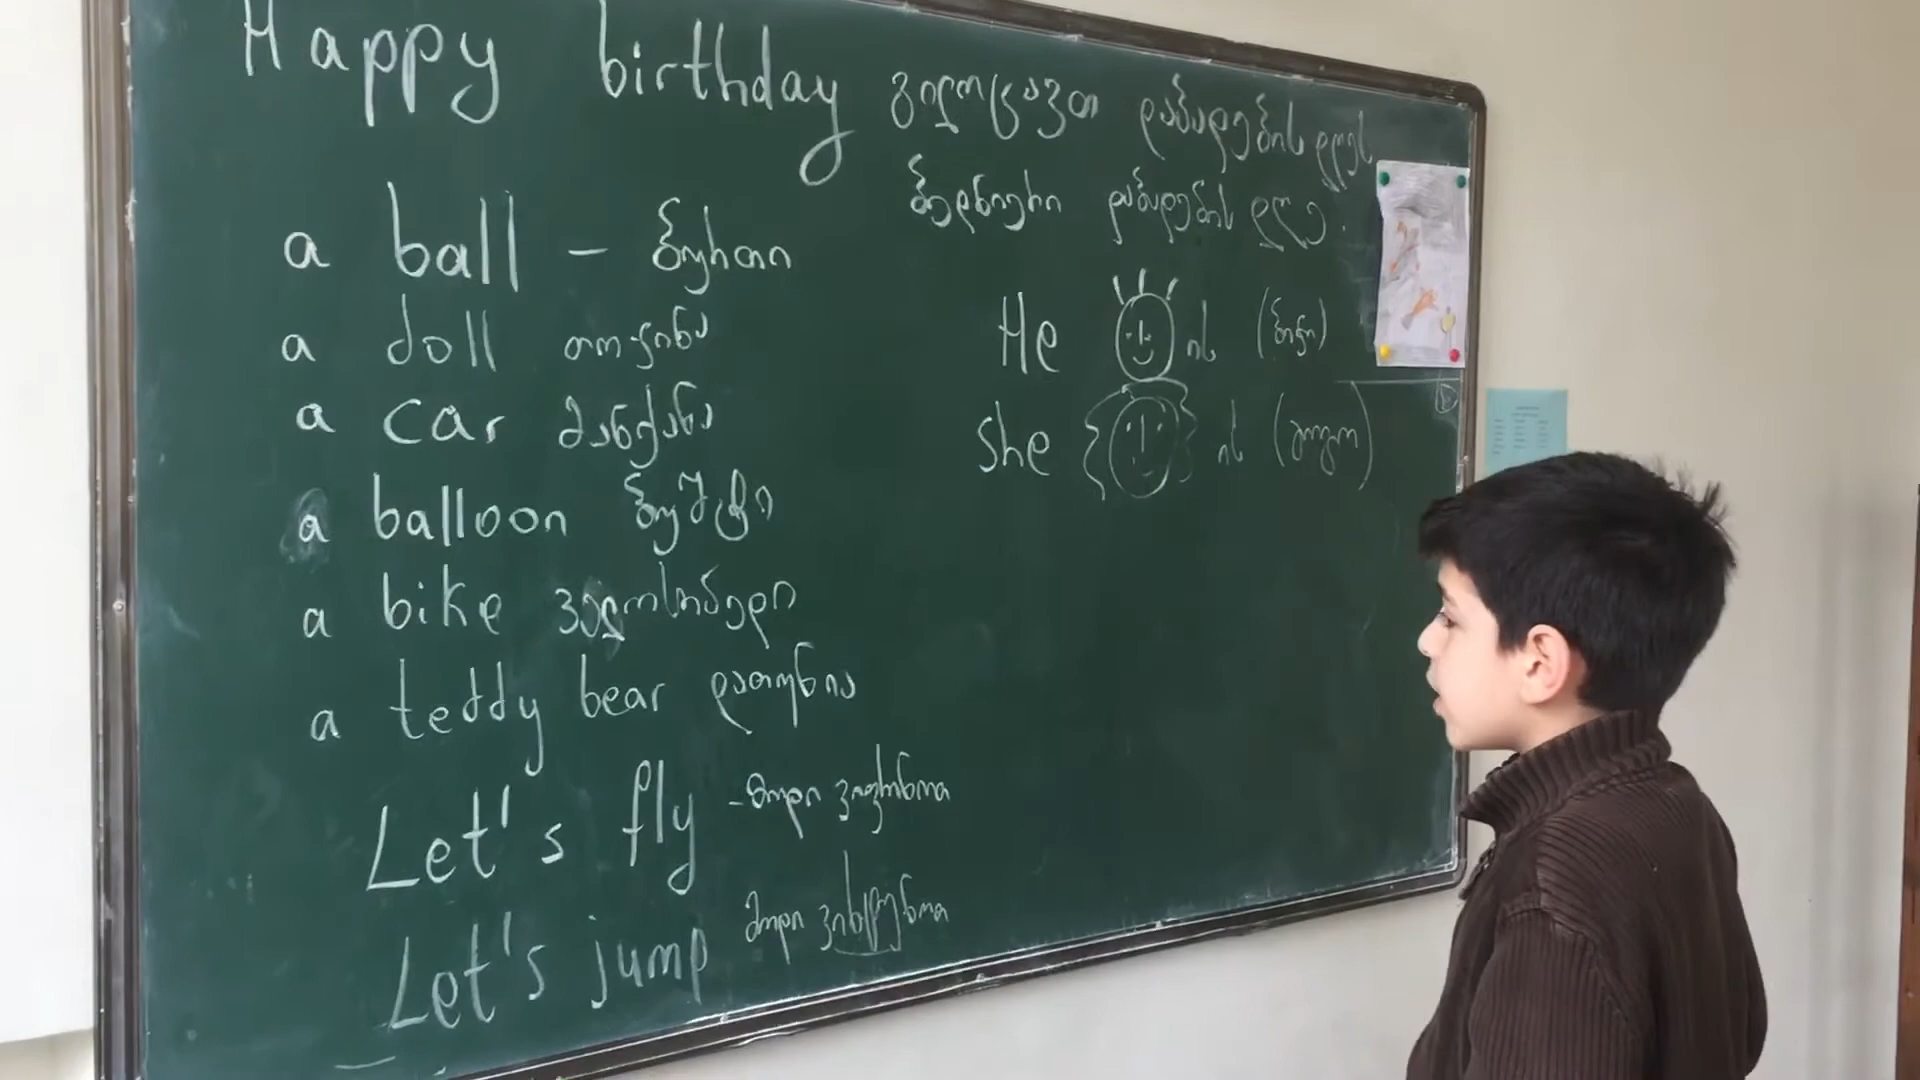 Happy birthday გილოცავთ დაბადების დღეს
ბედნიერი დაბადების დღე.
a ball – ბურთი
a doll თოჯინა
a car მანქანა
a balloon ბუშტი
a bike ველოსიპედი
a teddy bear დათუნია
Let's fly – მოდი ვიფრინოთ
Let's jump მოდი ვიხტუნოთ
He ის (ბიჭი)
She ის (გოგო)